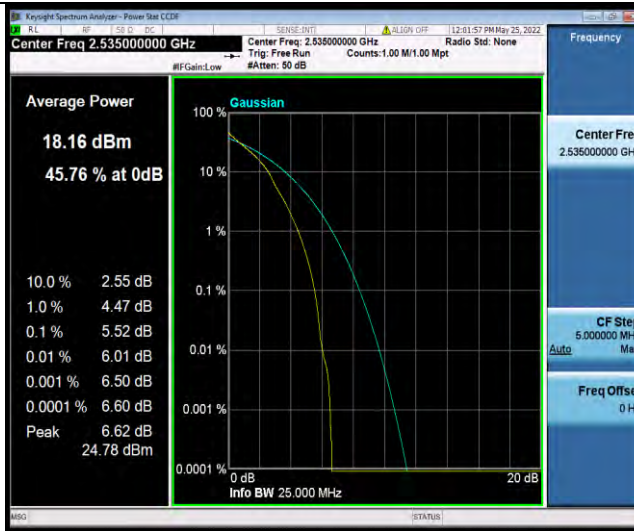 Keysight Spectrum Analyzer - Power Stat CCDF
RL RF 50 Ω DC SENSE:INT ALIGN OFF 12:01:57 PM May 25, 2022
Center Freq 2.535000000 GHz
Center Freq: 2.535000000 GHz Radio Std: None
Trig: Free Run Counts:1.00 M/1.00 Mpt
#IFGain:Low #Atten: 50 dB
Frequency
Average Power
18.16 dBm
45.76 % at 0dB
10.0 % 2.55 dB
1.0 % 4.47 dB
0.1 % 5.52 dB
0.01 % 6.01 dB
0.001 % 6.50 dB
0.0001 % 6.60 dB
Peak 6.62 dB
24.78 dBm
Gaussian
100 %
10 %
1 %
0.1 %
0.01 %
0.001 %
0.0001 %
0 dB 20 dB
Info BW 25.000 MHz
Center Fre
2.535000000 GH
CF Ste
5.000000 MH
Auto Ma
Freq Offse
0 H
MSG STATUS